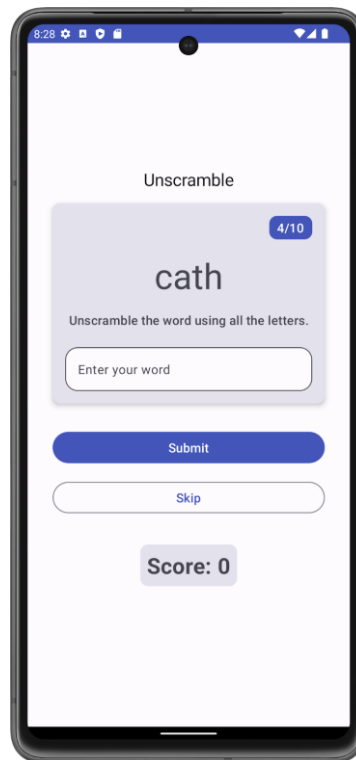 8:28
Unscramble
4/10
cath
Unscramble the word using all the letters.
Enter your word
Submit
Skip
Score: 0